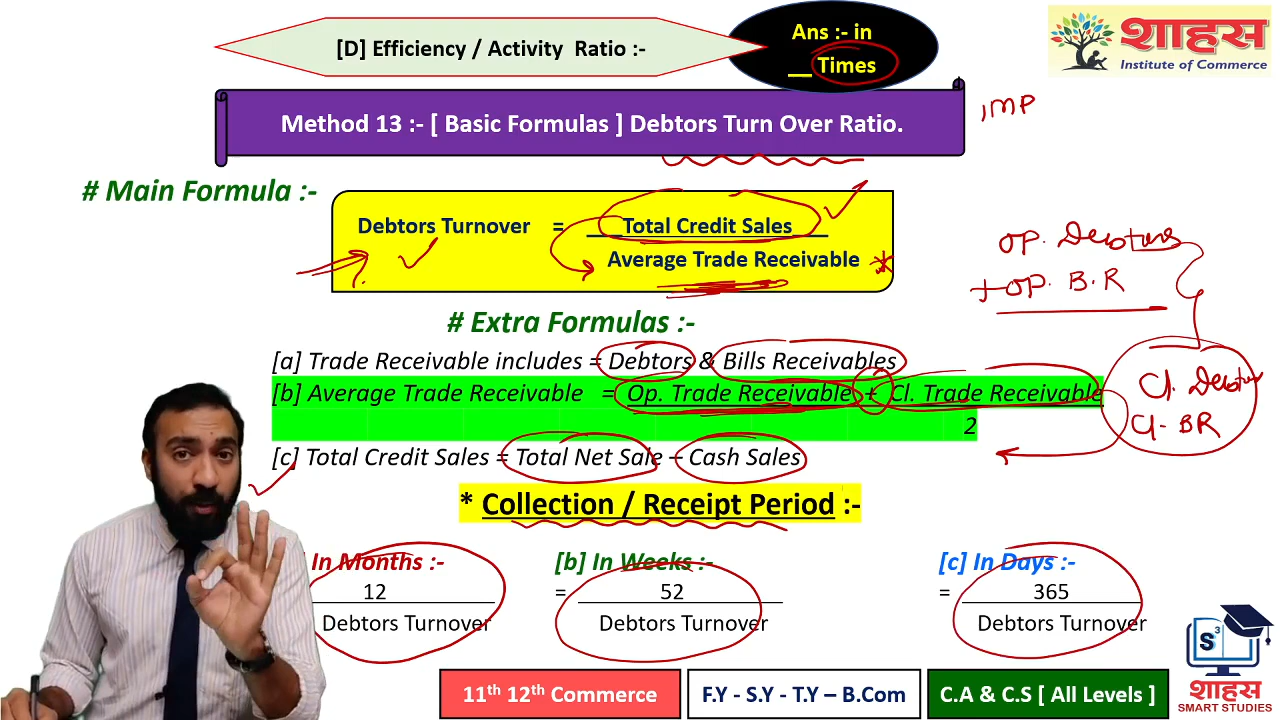 [D] Efficiency / Activity Ratio :-
Ans :- in
__ Times
शाहस
Institute of Commerce
Method 13 :- [ Basic Formulas ] Debtors Turn Over Ratio.
IMP
# Main Formula :-
Debtors Turnover = Total Credit Sales
Average Trade Receivable
Op. Debtors
+ Op. B.R
# Extra Formulas :-
[a] Trade Receivable includes = Debtors & Bills Receivables
[b] Average Trade Receivable = Op. Trade Receivable + Cl. Trade Receivable
2
Cl. Debtor
Cl. BR
[c] Total Credit Sales = Total Net Sale – Cash Sales
* Collection / Receipt Period :-
In Months :-
12
Debtors Turnover
[b] In Weeks :-
= 52
Debtors Turnover
[c] In Days :-
= 365
Debtors Turnover
11th 12th Commerce
F.Y - S.Y - T.Y – B.Com
C.A & C.S [ All Levels ]
S3
शाहस
SMART STUDIES